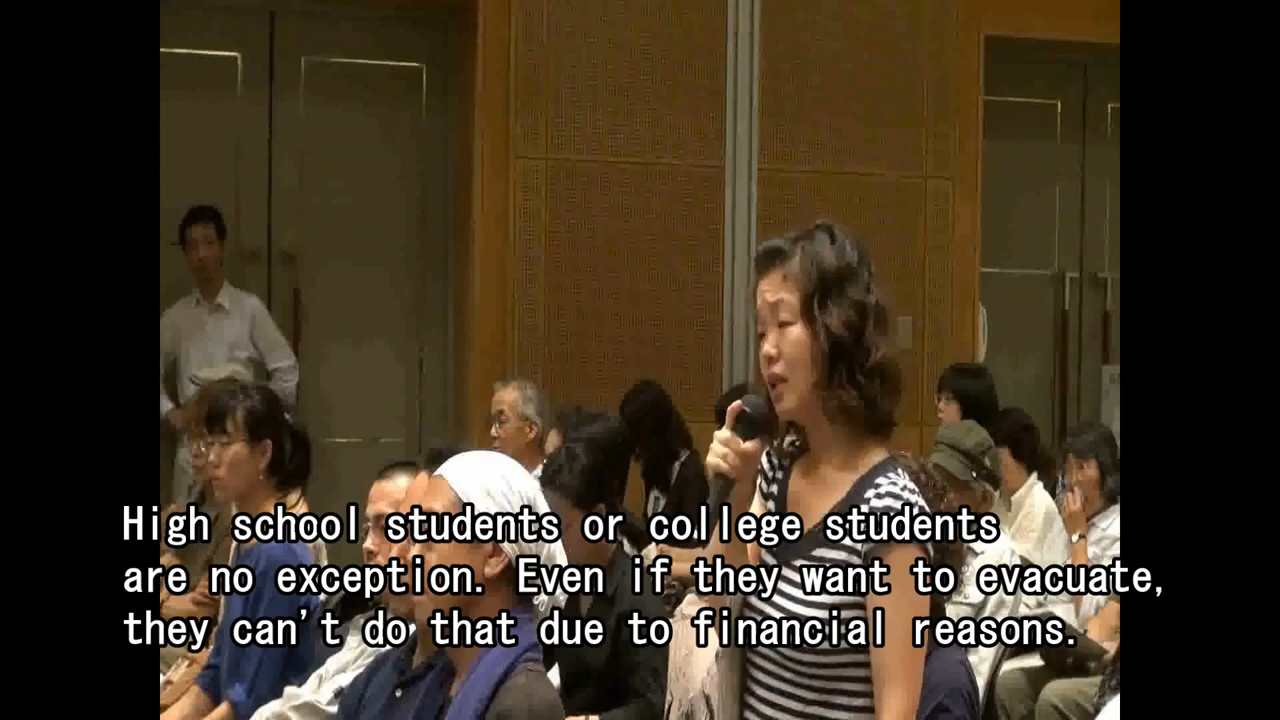 High school students or college students
are no exception. Even if they want to evacuate,
they can't do that due to financial reasons.